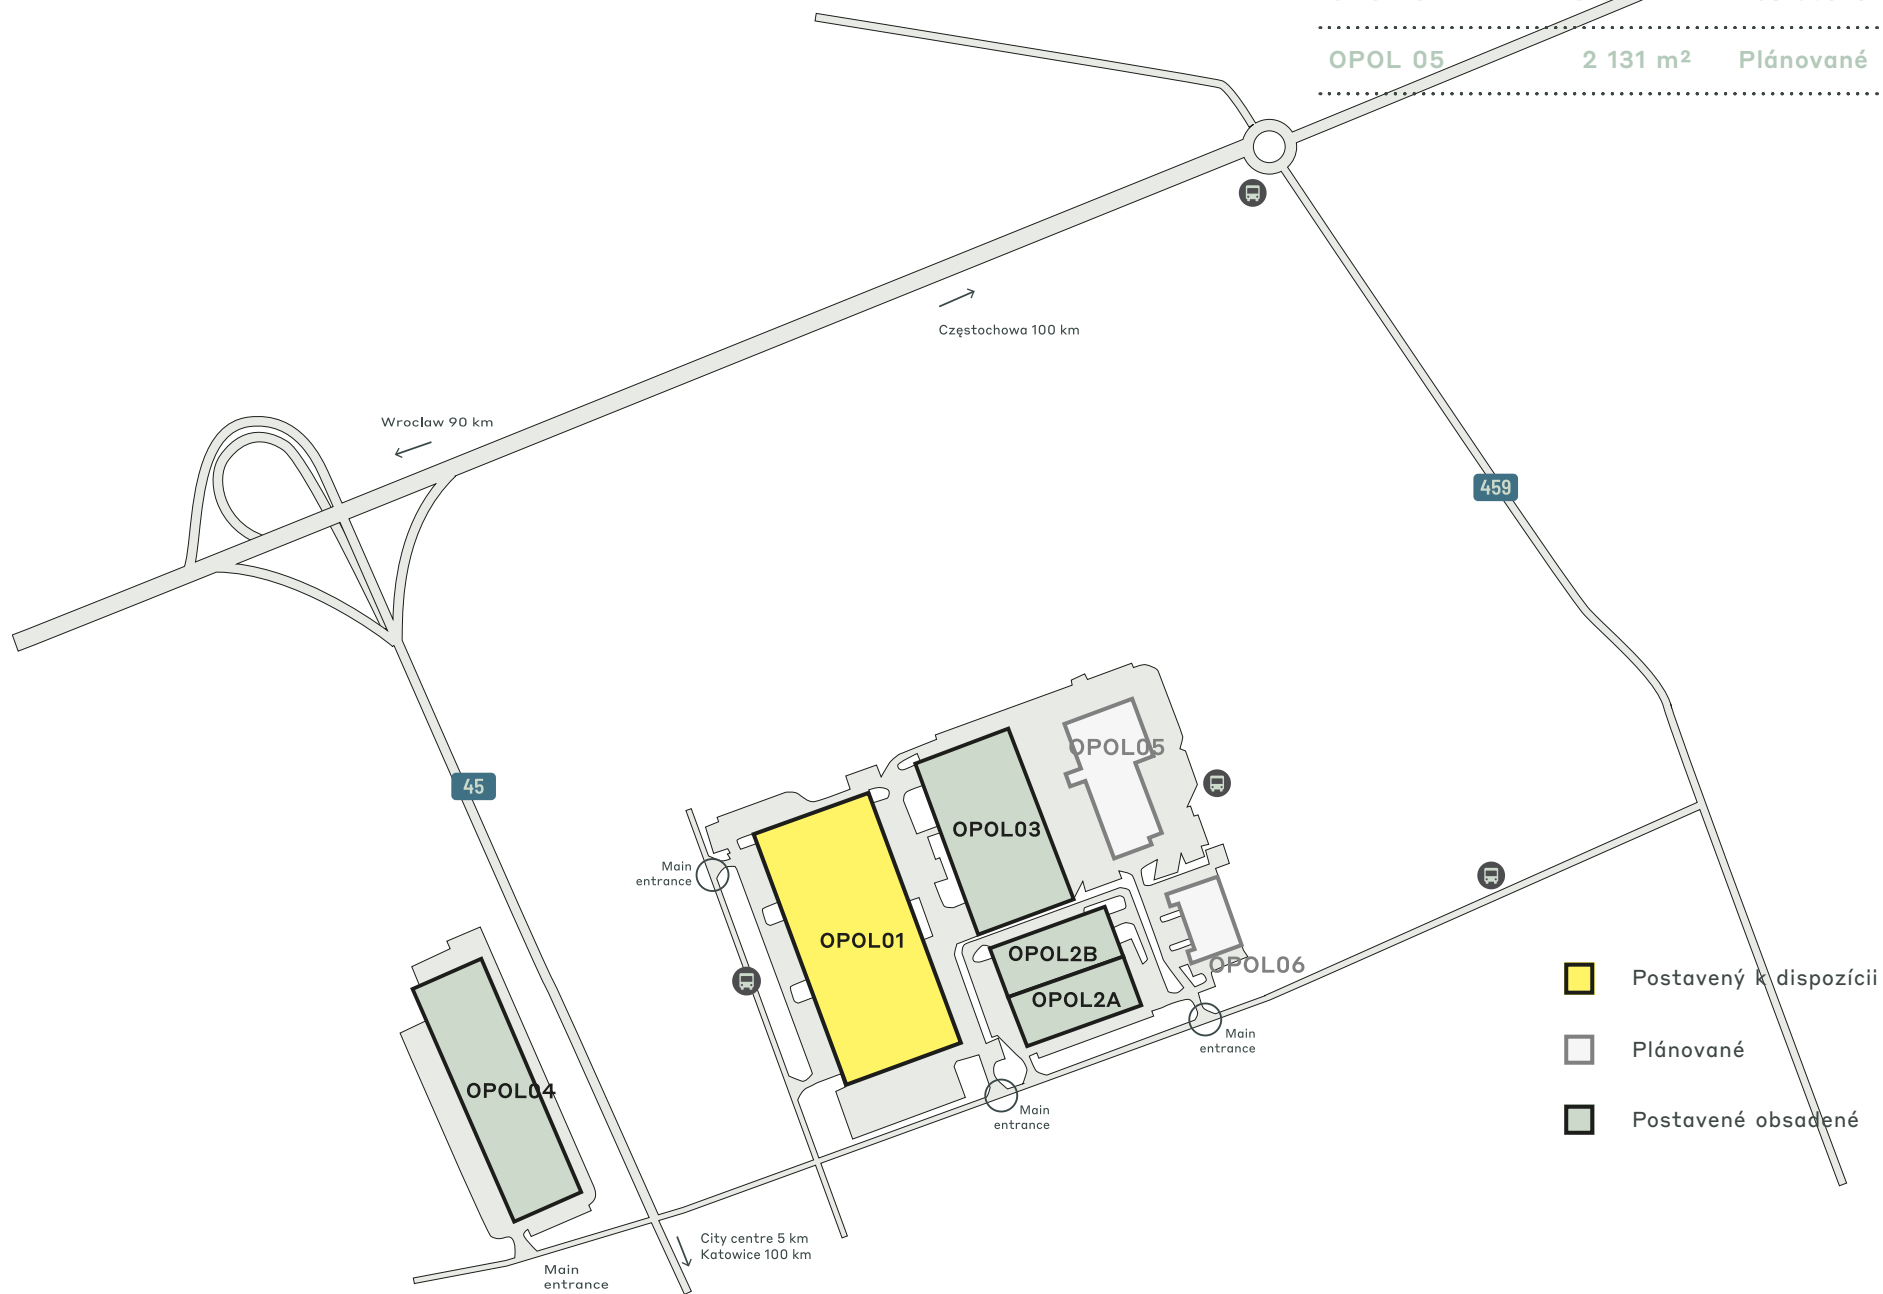 OPOL 05 2 131 m² Plánované
Częstochowa 100 km
Wroclaw 90 km
459
45
OPOL05
OPOL03
Main
entrance
OPOL01
OPOL2B
OPOL2A
OPOL06
Main
entrance
Main
entrance
OPOL04
Main
entrance
City centre 5 km
Katowice 100 km
Postavený k dispozícii
Plánované
Postavené obsadené